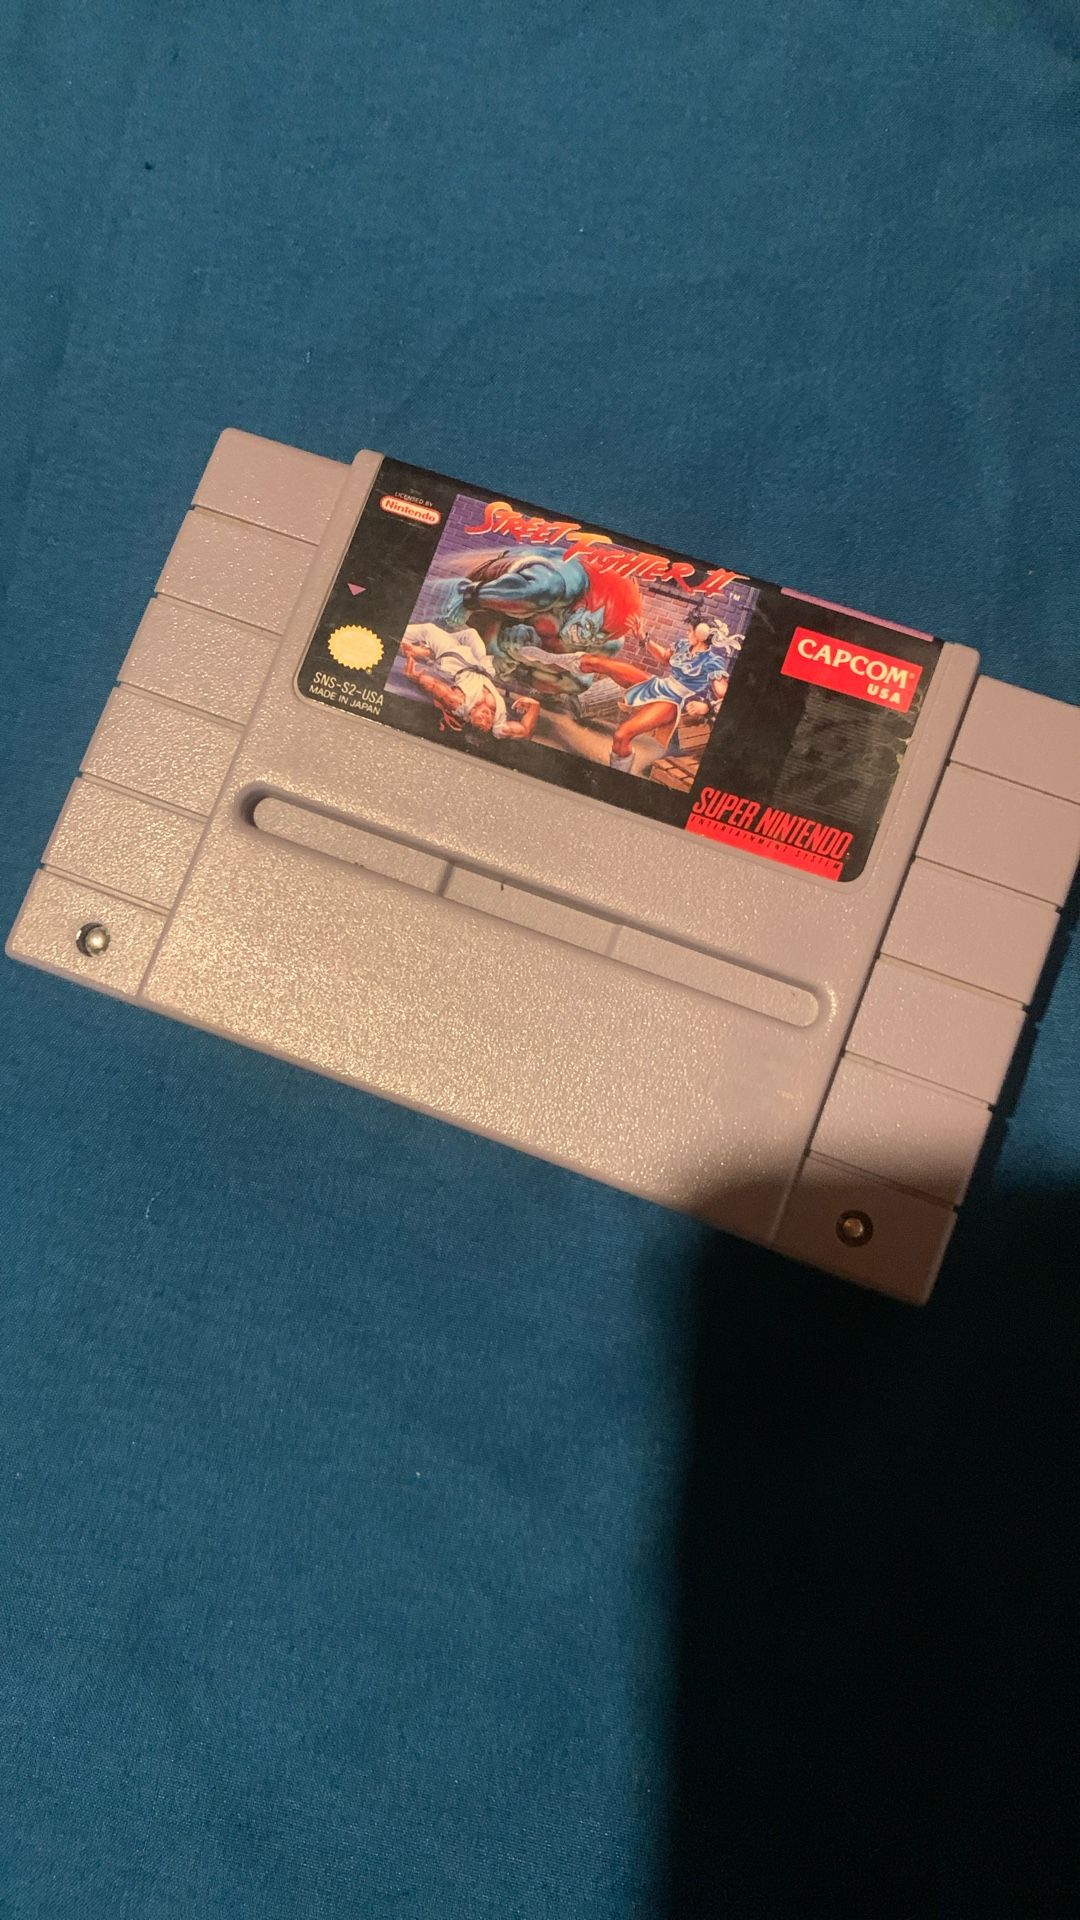 LICENSED BY
Nintendo
STREET FIGHTER II
TM
CAPCOM
USA
SNS-S2-USA
MADE IN JAPAN
SUPER NINTENDO
ENTERTAINMENT SYSTEM